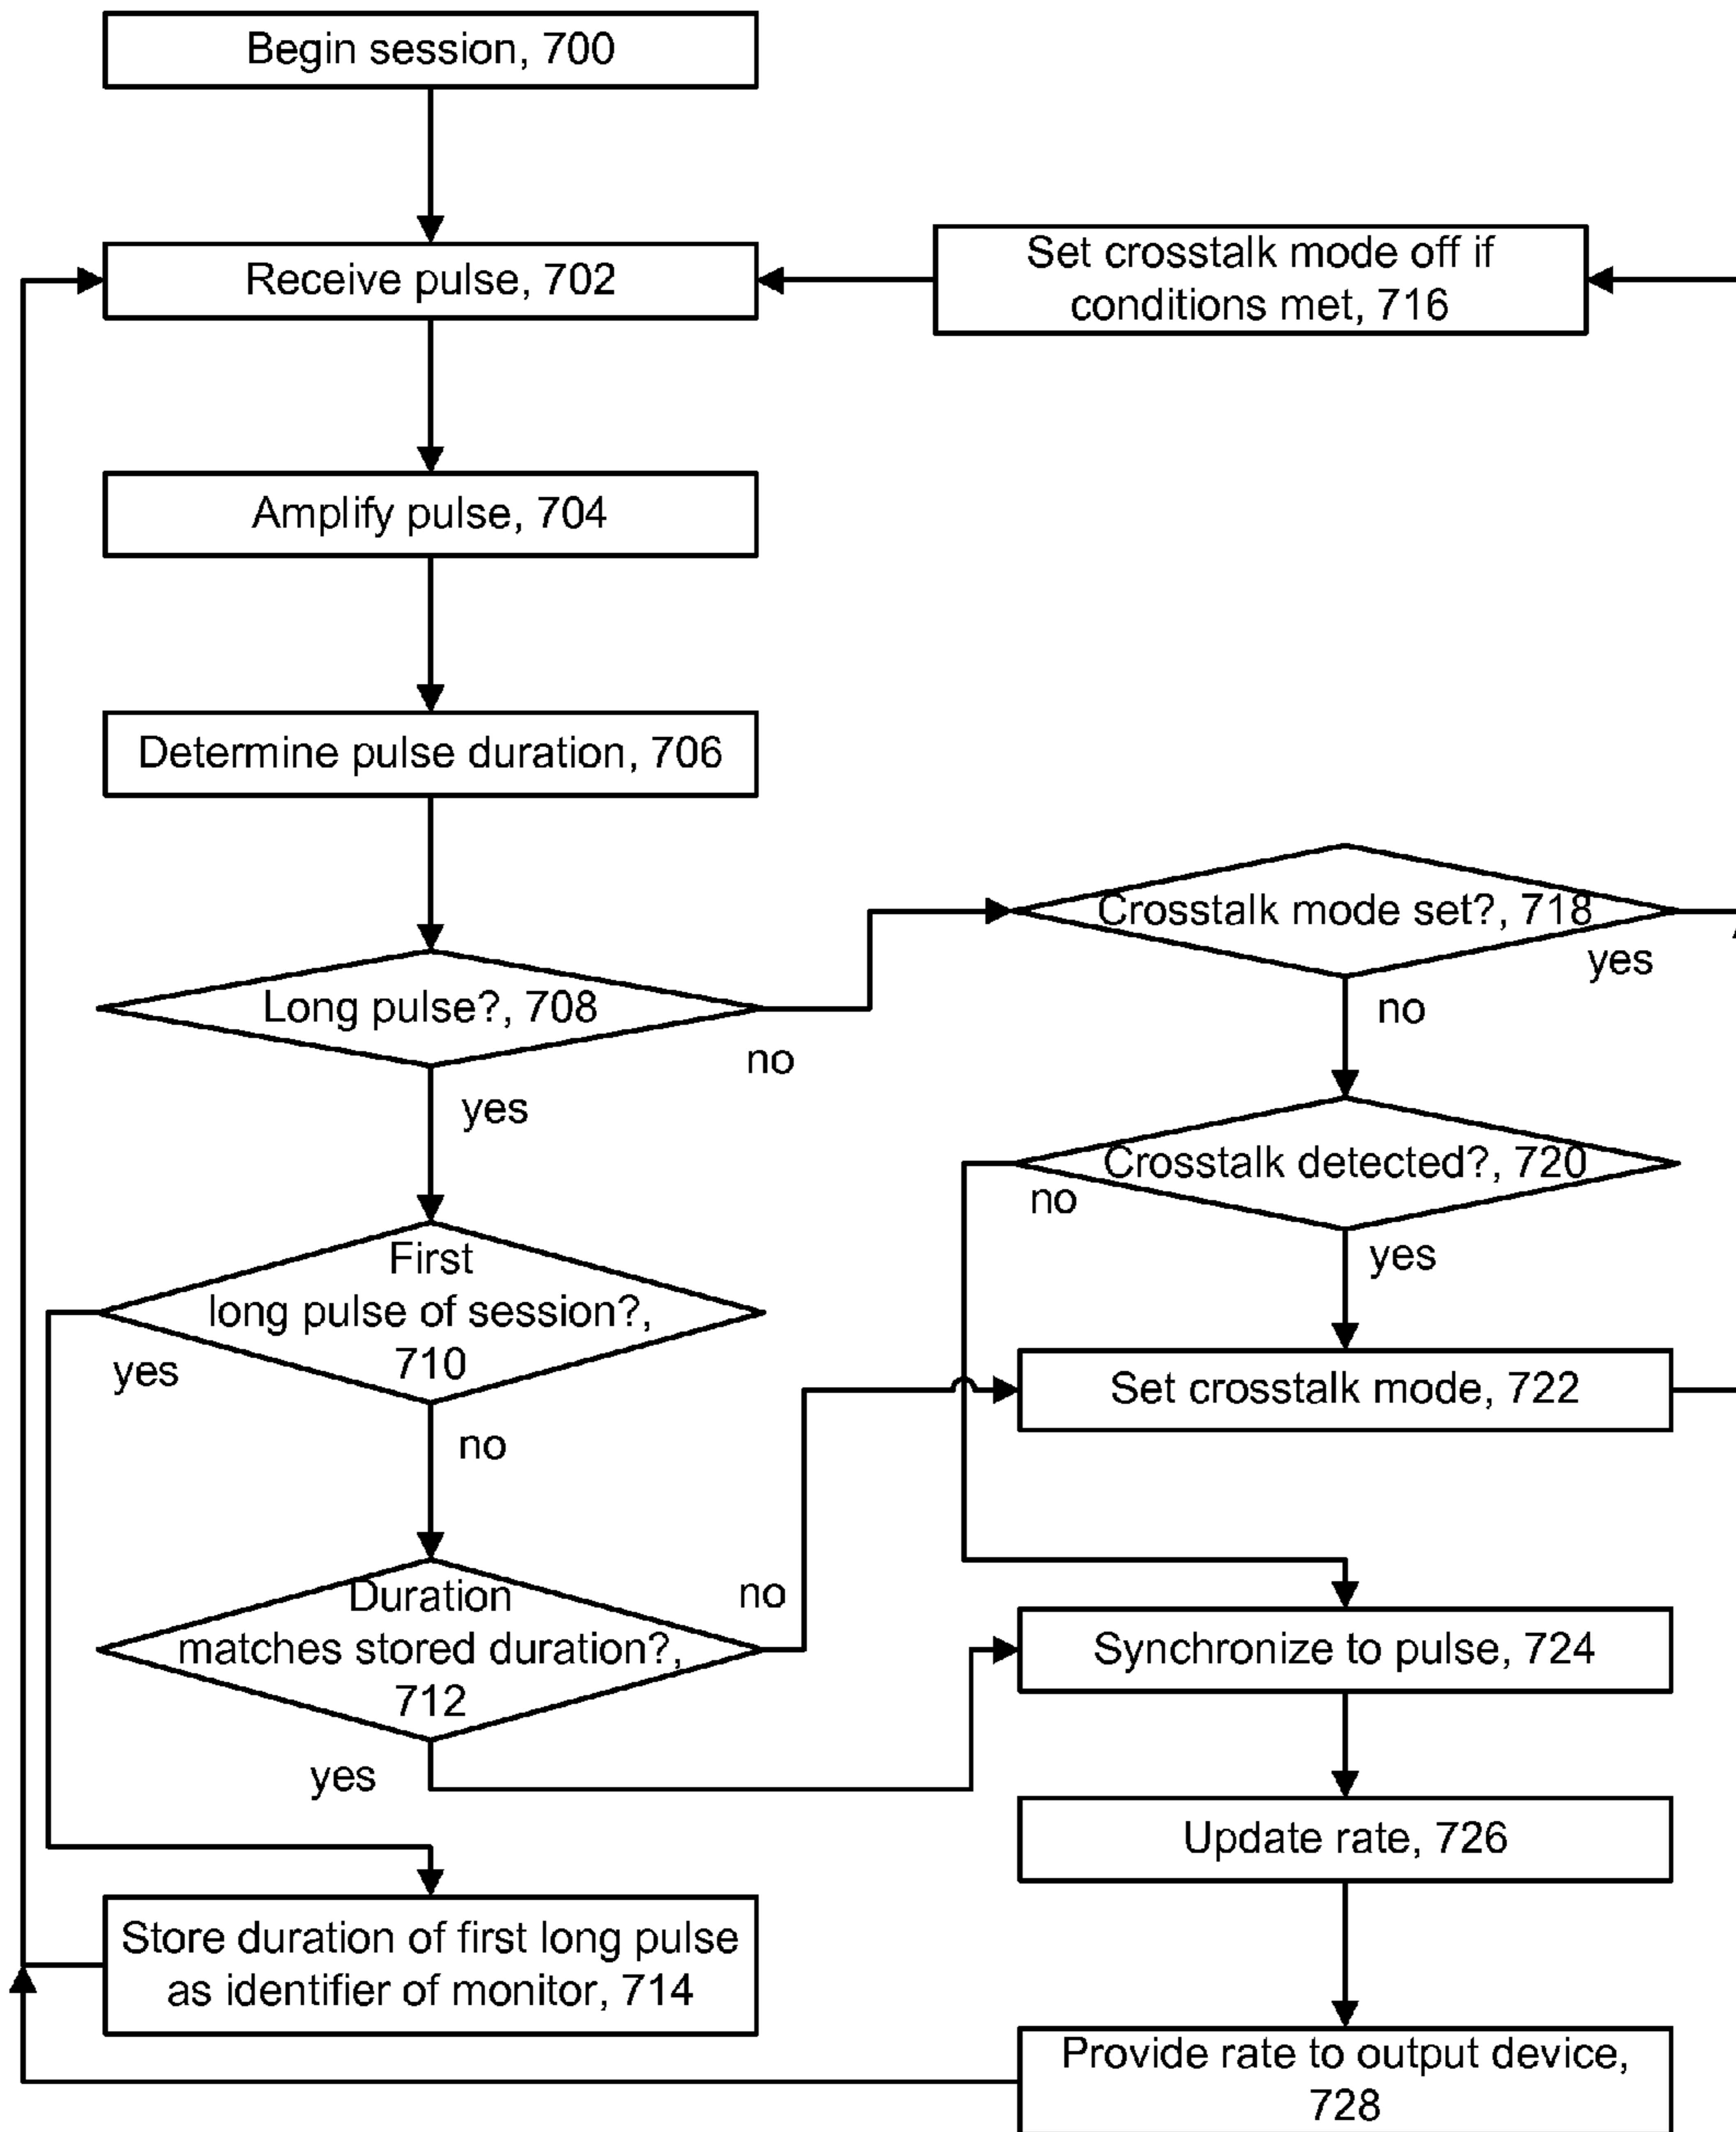 Begin session, 700
Receive pulse, 702
Set crosstalk mode off if
conditions met, 716
Amplify pulse, 704
Determine pulse duration, 706
Crosstalk mode set?, 718
yes
Long pulse?, 708
no
no
yes
Crosstalk detected?, 720
no
yes
First
long pulse of session?,
710
yes
no
Set crosstalk mode, 722
Duration
matches stored duration?,
712
no
yes
Synchronize to pulse, 724
Update rate, 726
Store duration of first long pulse
as identifier of monitor, 714
Provide rate to output device,
728